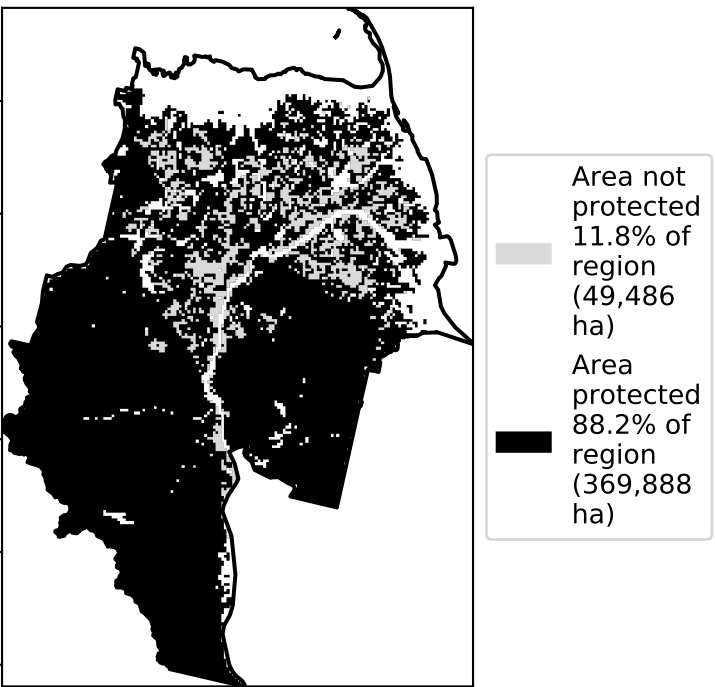 Area not
protected
11.8% of
region
(49,486
ha)
Area
protected
88.2% of
region
(369,888
ha)